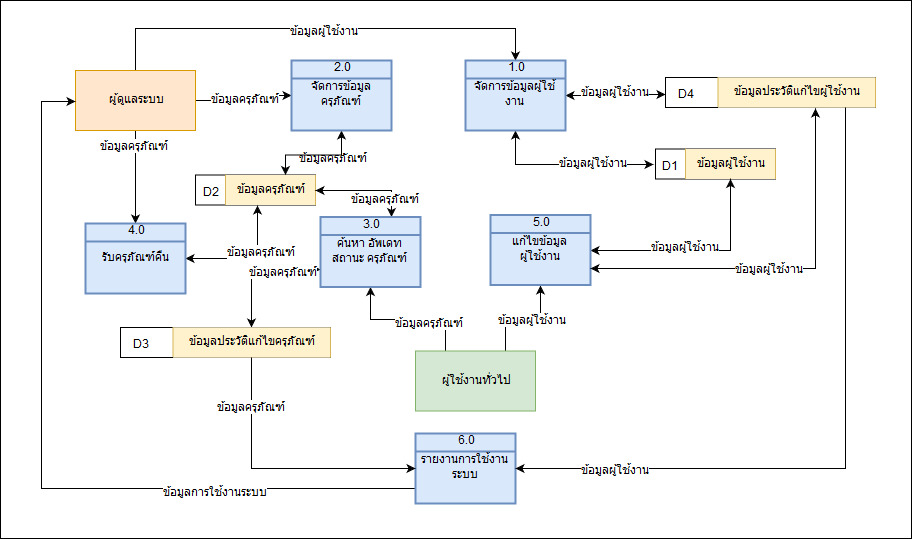 ข้อมูลผู้ใช้งาน
2.0
จัดการข้อมูล
ครุภัณฑ์
1.0
จัดการข้อมูลผู้ใช้
งาน
ผู้ดูแลระบบ
ข้อมูลครุภัณฑ์
ข้อมูลผู้ใช้งาน
D4
ข้อมูลประวัติแก้ไขผู้ใช้งาน
ข้อมูลครุภัณฑ์
ข้อมูลครุภัณฑ์
ข้อมูลผู้ใช้งาน
D1
ข้อมูลผู้ใช้งาน
D2
ข้อมูลครุภัณฑ์
ข้อมูลครุภัณฑ์
4.0
รับครุภัณฑ์คืน
3.0
ค้นหา อัพเดท
สถานะ ครุภัณฑ์
5.0
แก้ไขข้อมูล
ผู้ใช้งาน
ข้อมูลครุภัณฑ์
ข้อมูลผู้ใช้งาน
ข้อมูลครุภัณฑ์
ข้อมูลผู้ใช้งาน
ข้อมูลครุภัณฑ์
ข้อมูลผู้ใช้งาน
D3
ข้อมูลประวัติแก้ไขครุภัณฑ์
ผู้ใช้งานทั่วไป
ข้อมูลครุภัณฑ์
6.0
รายงานการใช้งาน
ระบบ
ข้อมูลผู้ใช้งาน
ข้อมูลการใช้งานระบบ